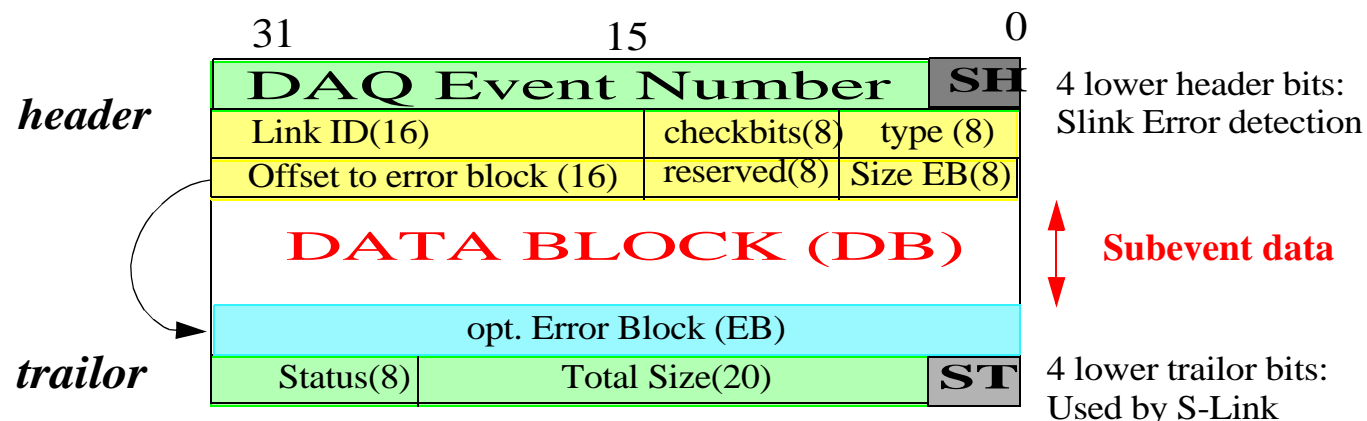 31 15 0
DAQ Event Number SH
4 lower header bits:
Slink Error detection
header
Link ID(16) checkbits(8) type (8)
Offset to error block (16) reserved(8) Size EB(8)
DATA BLOCK (DB)
Subevent data
opt. Error Block (EB)
trailor
Status(8) Total Size(20) ST
4 lower trailor bits:
Used by S-Link